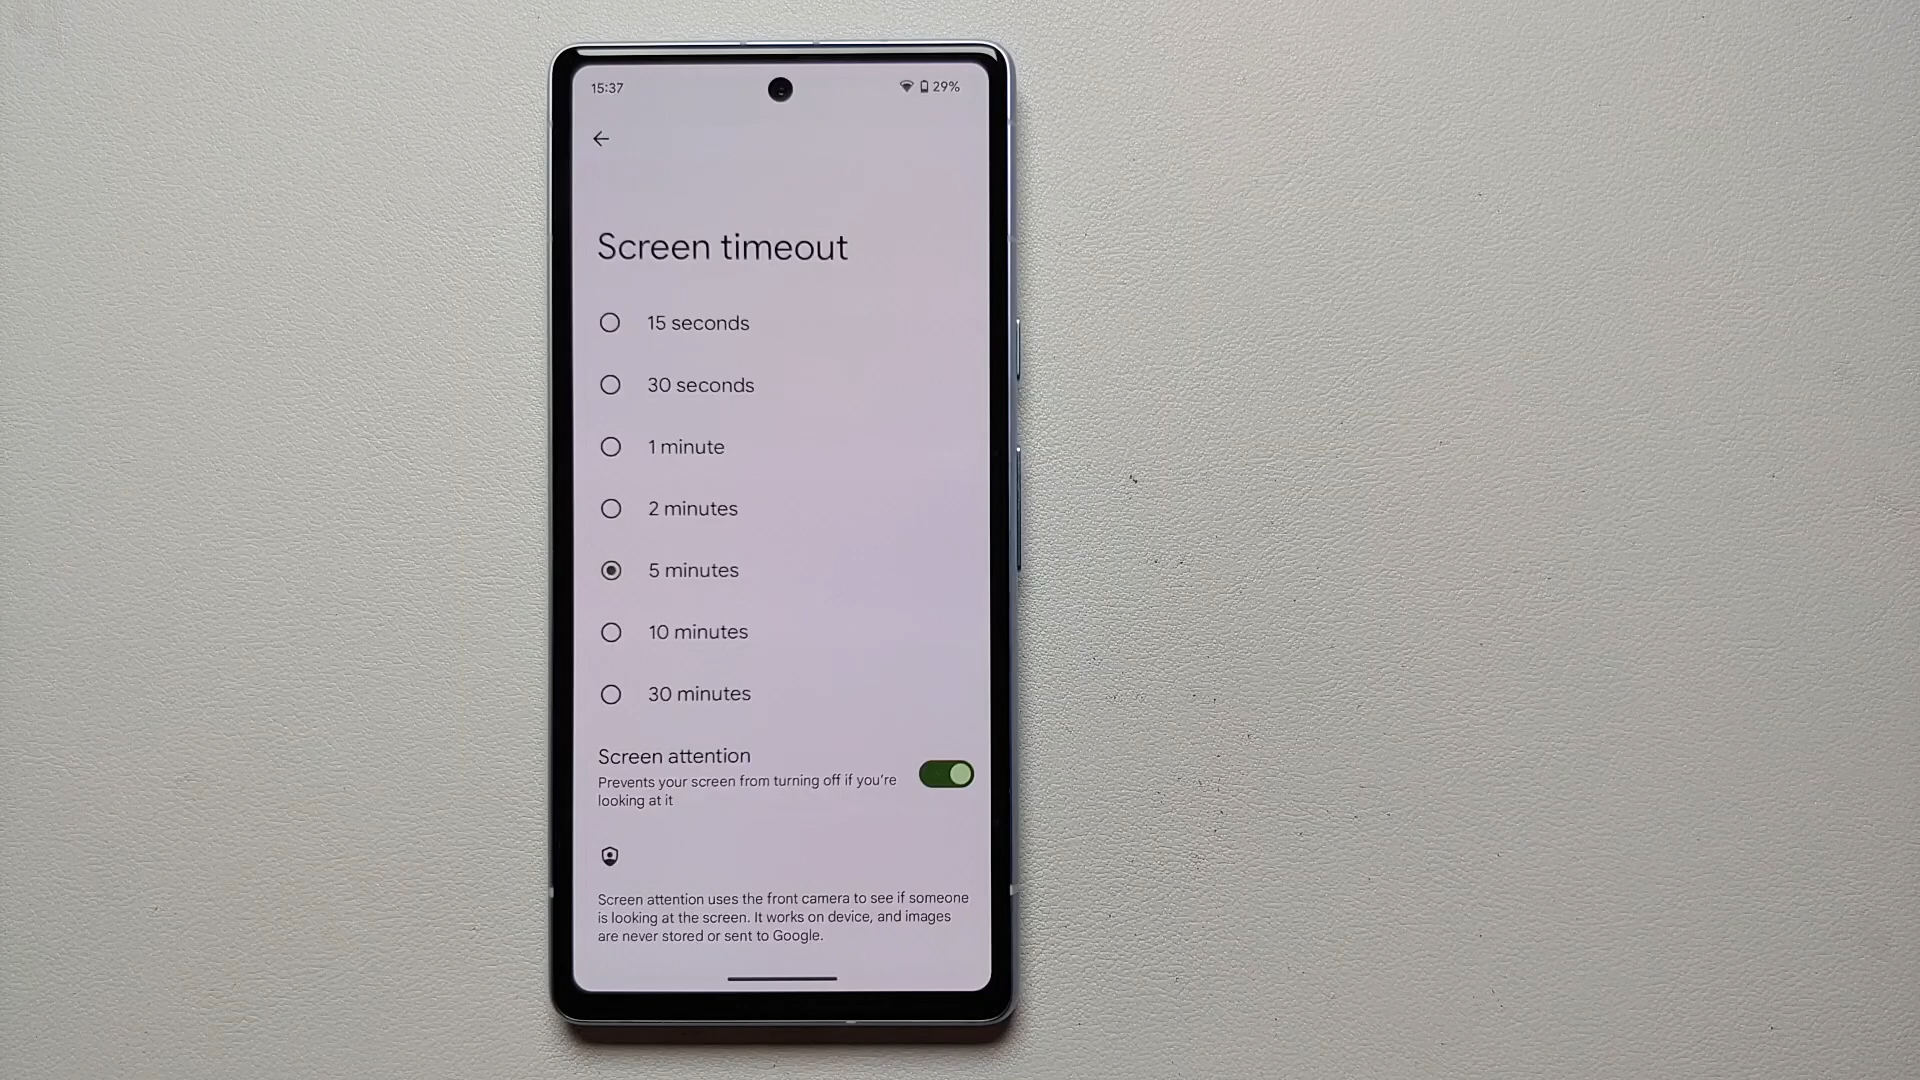 15:37
29%
Screen timeout
15 seconds
30 seconds
1 minute
2 minutes
5 minutes
10 minutes
30 minutes
Screen attention
Prevents your screen from turning off if you're
looking at it
Screen attention uses the front camera to see if someone
is looking at the screen. It works on device, and images
are never stored or sent to Google.